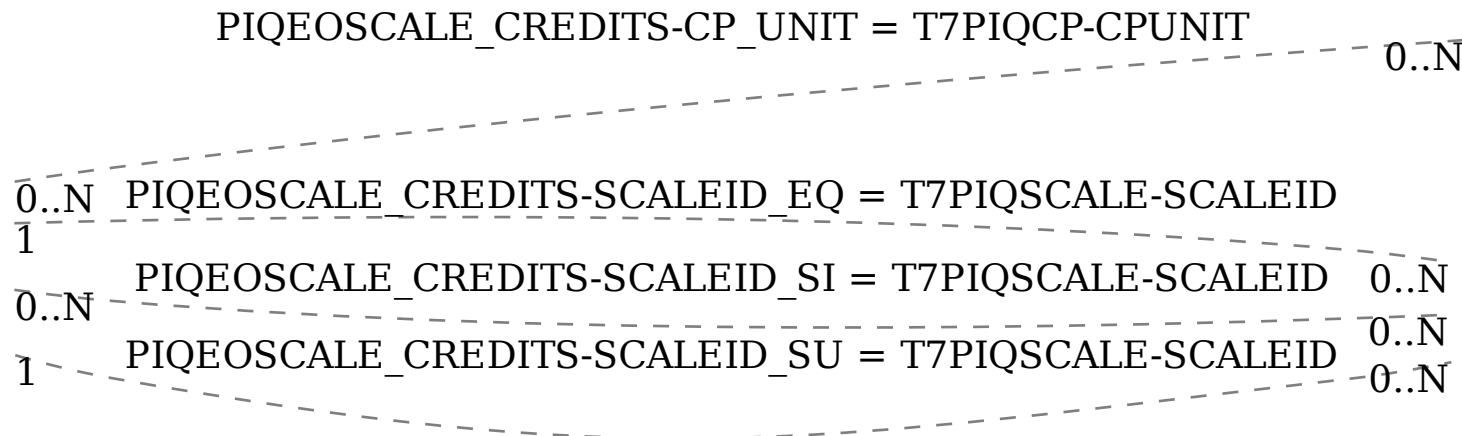 PIQEOSCALE_CREDITS-CP_UNIT = T7PIQCP-CPUNIT
0..N
0..N PIQEOSCALE_CREDITS-SCALEID_EQ = T7PIQSCALE-SCALEID
1
PIQEOSCALE_CREDITS-SCALEID_SI = T7PIQSCALE-SCALEID 0..N
0..N
0..N
PIQEOSCALE_CREDITS-SCALEID_SU = T7PIQSCALE-SCALEID
1 0..N